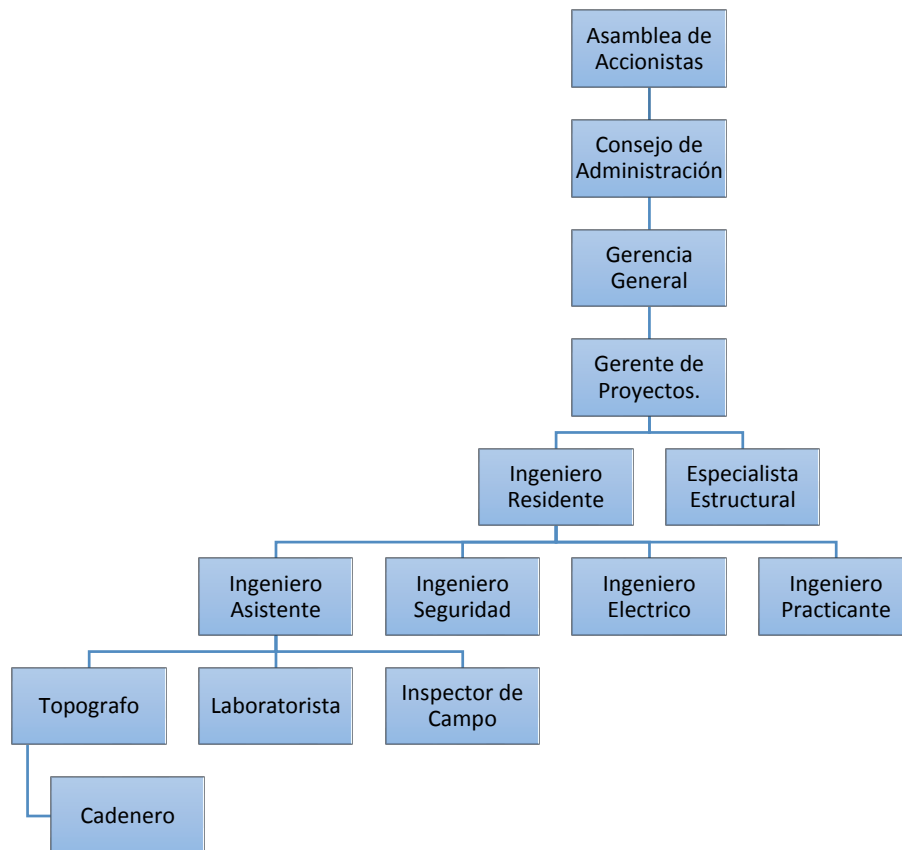 Asamblea de
Accionistas
Consejo de
Administración
Gerencia
General
Gerente de
Proyectos.
Ingeniero
Residente
Especialista
Estructural
Ingeniero
Asistente
Ingeniero
Seguridad
Ingeniero
Electrico
Ingeniero
Practicante
Topografo
Laboratorista
Inspector de
Campo
Cadenero